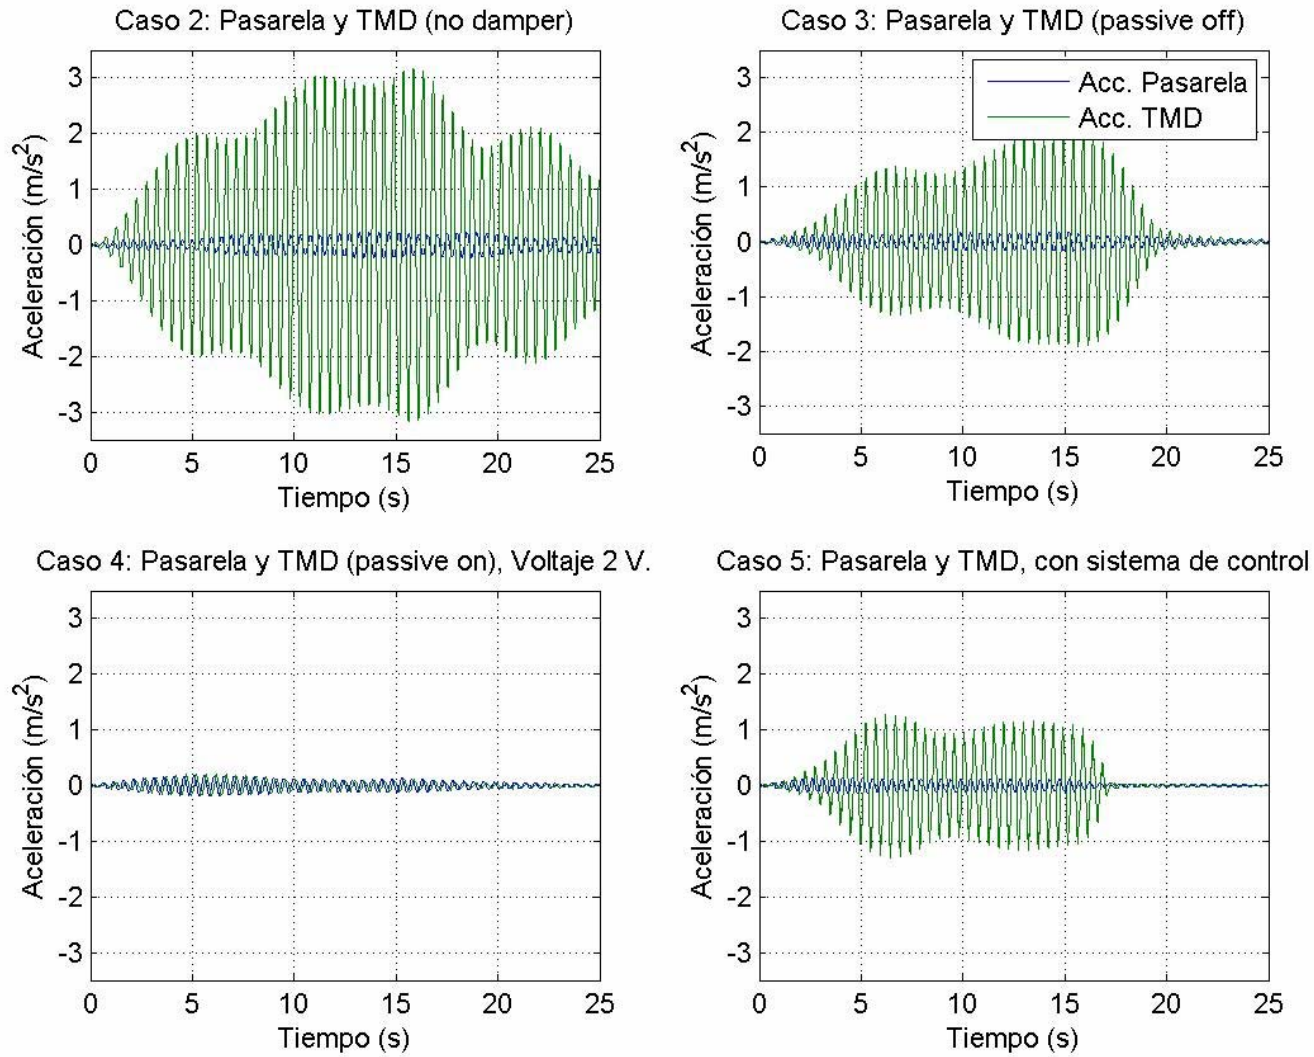 Caso 2: Pasarela y TMD (no damper)
3
2
1
0
-1
-2
-3
Aceleración (m/s²)
0 5 10 15 20 25
Tiempo (s)
Caso 3: Pasarela y TMD (passive off)
Acc. Pasarela
Acc. TMD
3
2
1
0
-1
-2
-3
Aceleración (m/s²)
0 5 10 15 20 25
Tiempo (s)
Caso 4: Pasarela y TMD (passive on), Voltaje 2 V.
3
2
1
0
-1
-2
-3
Aceleración (m/s²)
0 5 10 15 20 25
Tiempo (s)
Caso 5: Pasarela y TMD, con sistema de control
3
2
1
0
-1
-2
-3
Aceleración (m/s²)
0 5 10 15 20 25
Tiempo (s)